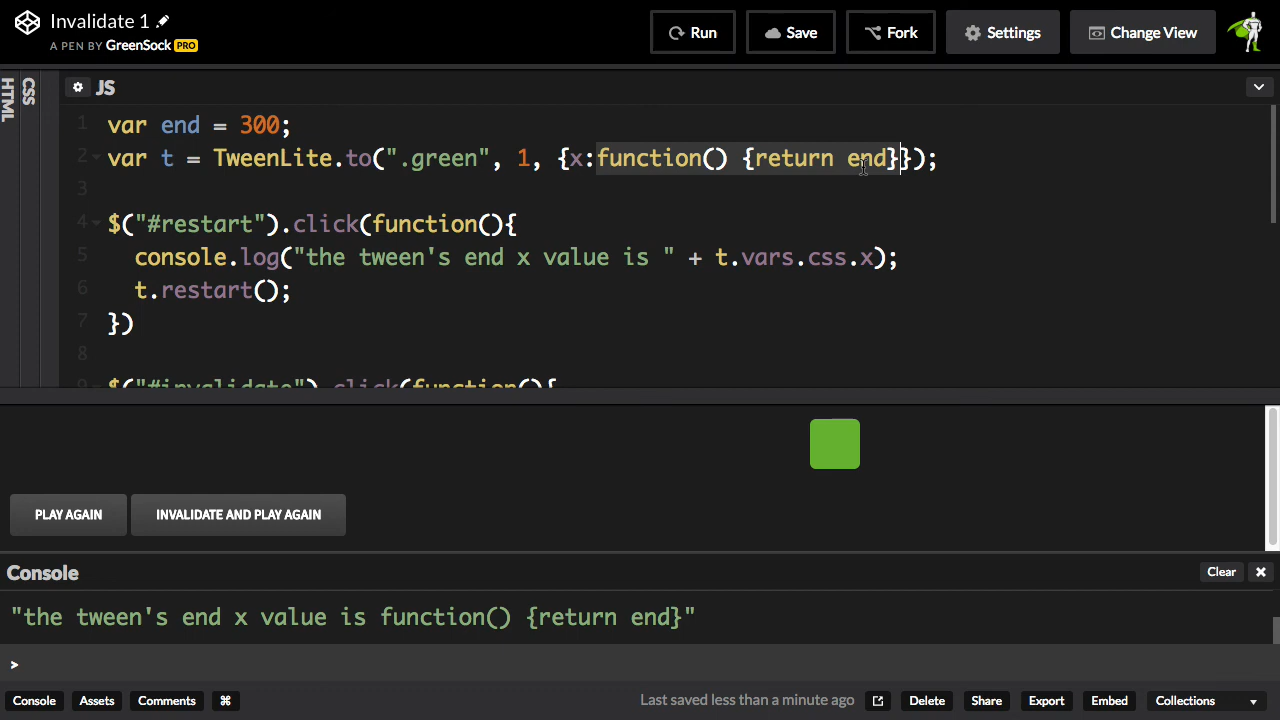 Invalidate 1
A PEN BY GreenSock PRO
Run
Save
Fork
Settings
Change View
HTML
CSS
JS
1 var end = 300;
2 var t = TweenLite.to(".green", 1, {x:function() {return end}});
3
4 $("#restart").click(function(){
5 console.log("the tween's end x value is " + t.vars.css.x);
6 t.restart();
7 })
8
9 $("#invalidate").click(function(){
PLAY AGAIN
INVALIDATE AND PLAY AGAIN
Console
Clear
"the tween's end x value is function() {return end}"
>
Console
Assets
Comments
⌘
Last saved less than a minute ago
Delete
Share
Export
Embed
Collections